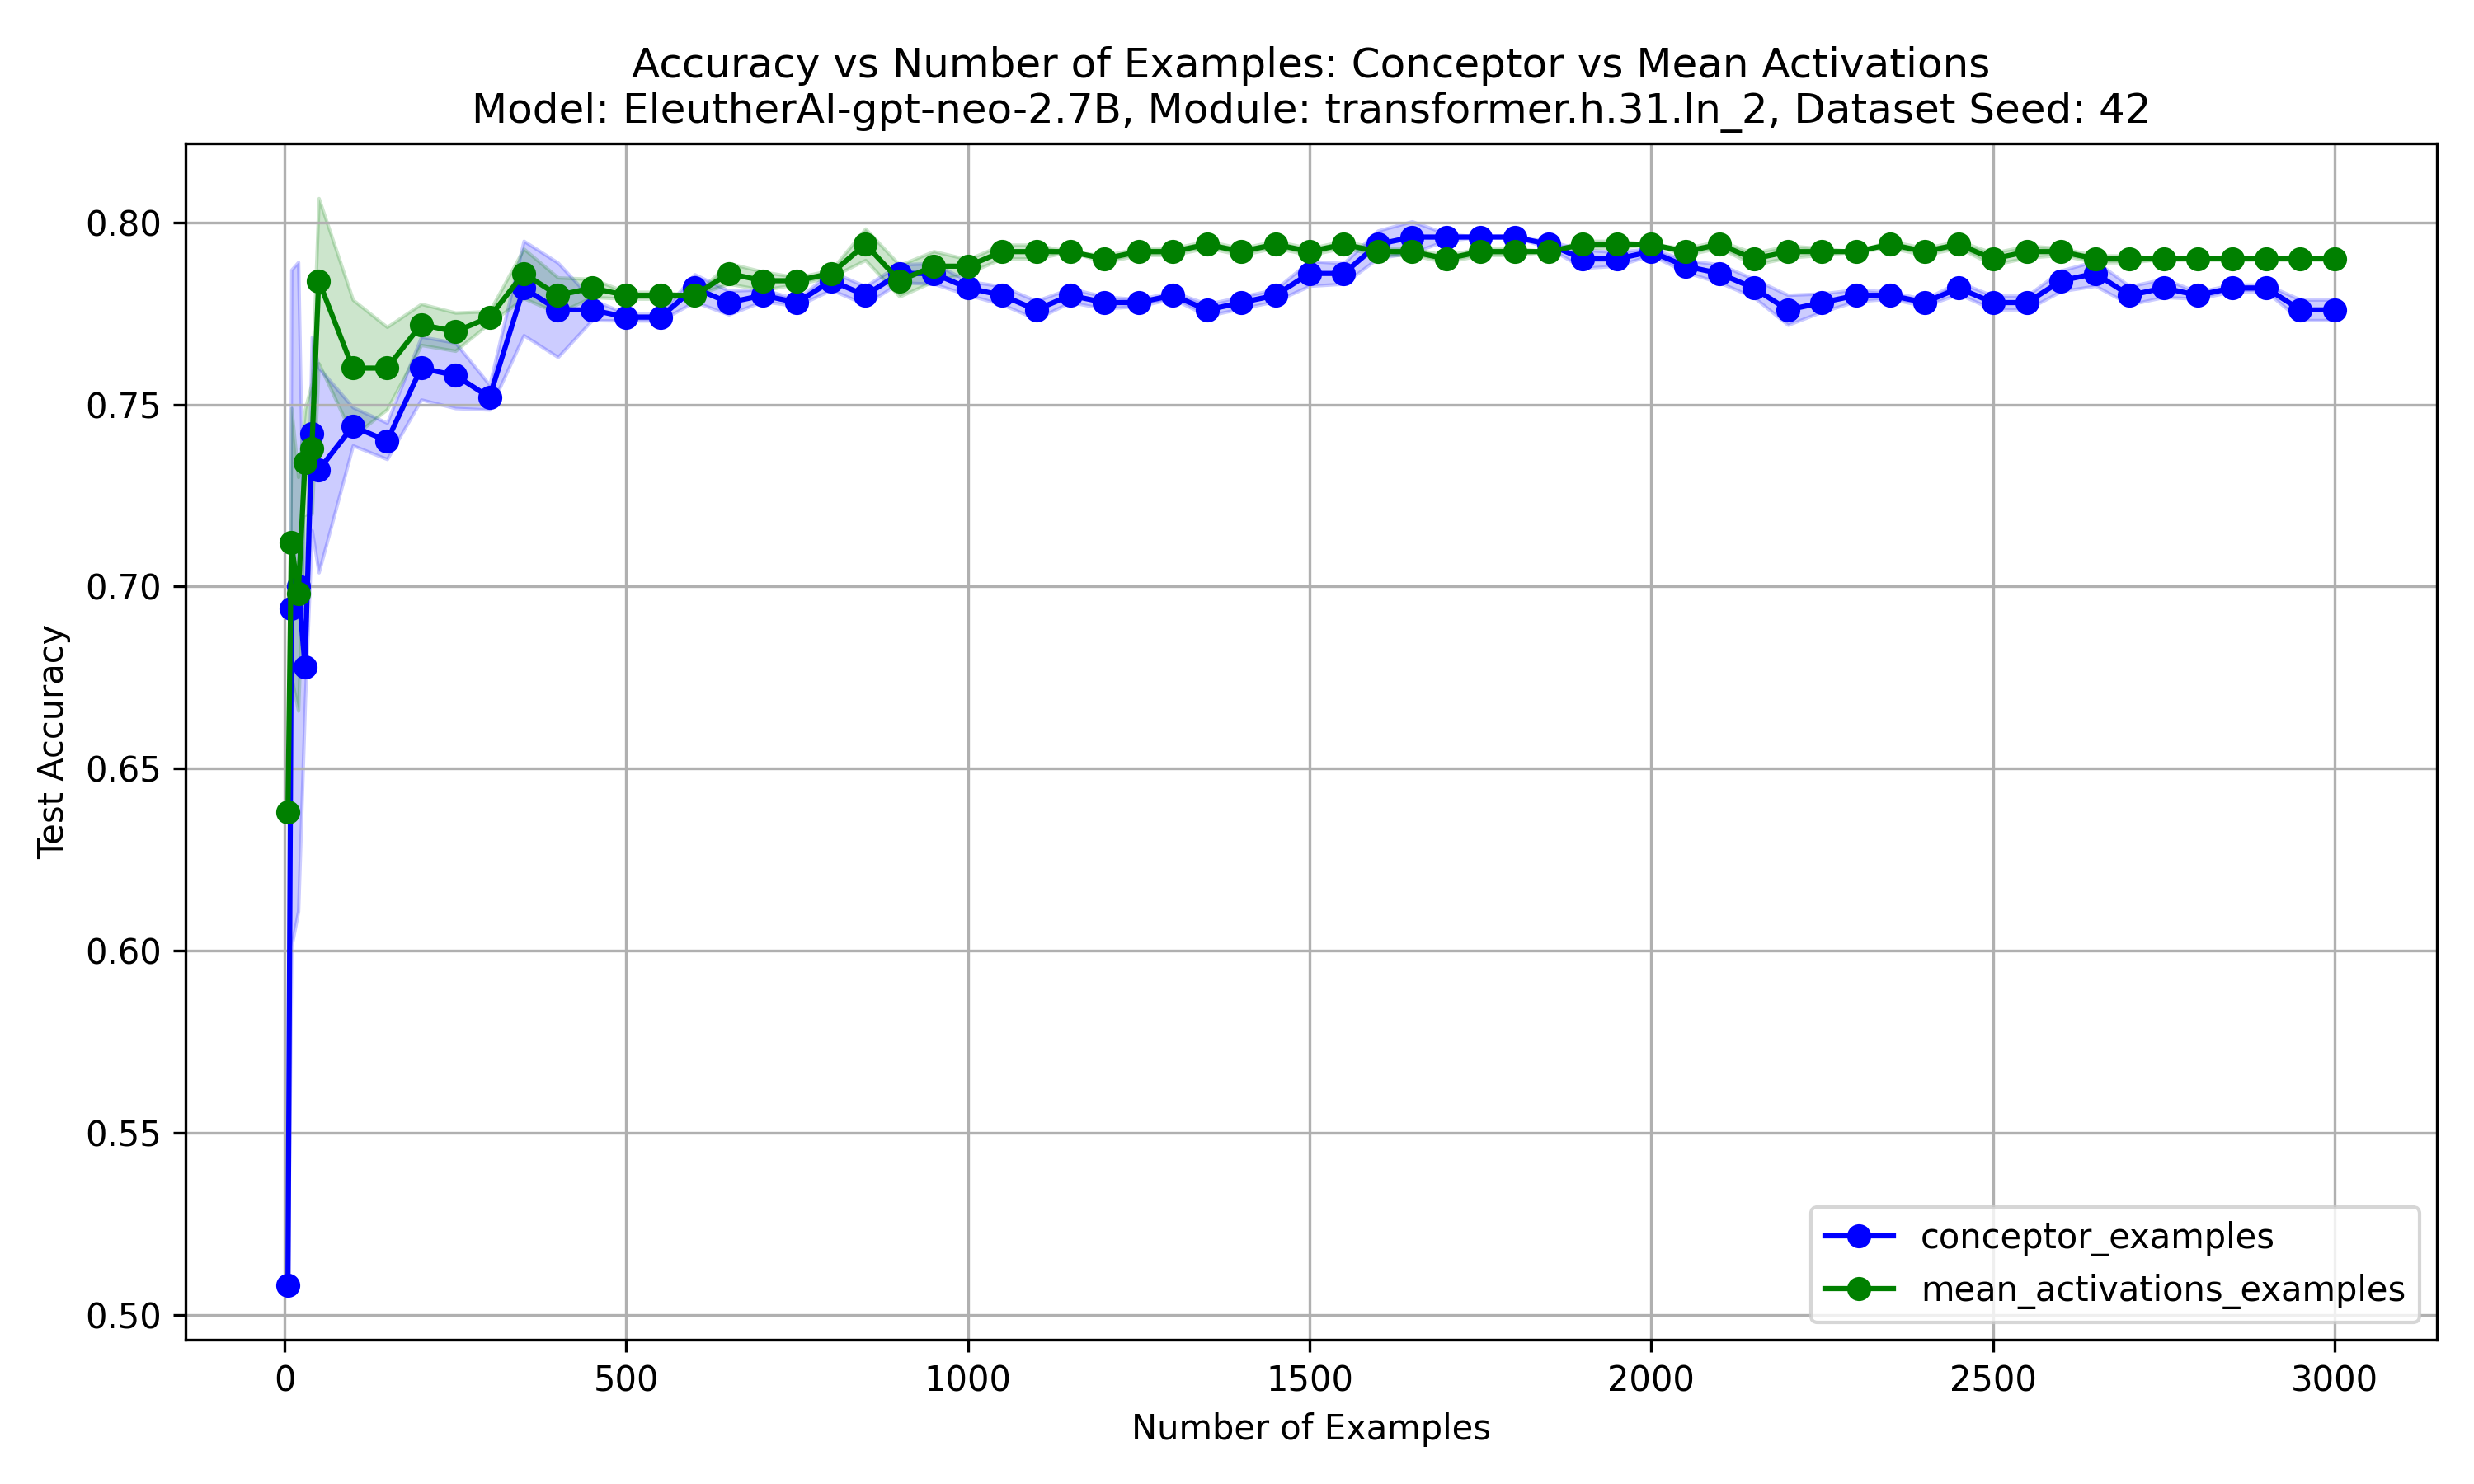 Accuracy vs Number of Examples: Conceptor vs Mean Activations
Model: EleutherAI-gpt-neo-2.7B, Module: transformer.h.31.ln_2, Dataset Seed: 42
Test Accuracy
0.80
0.75
0.70
0.65
0.60
0.55
0.50
conceptor_examples
mean_activations_examples
0 500 1000 1500 2000 2500 3000
Number of Examples